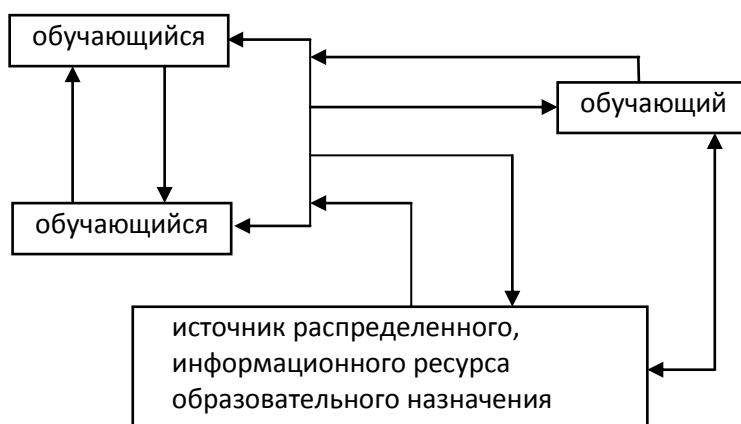 обучающийся
обучающий
обучающийся
источник распределенного,
информационного ресурса
образовательного назначения